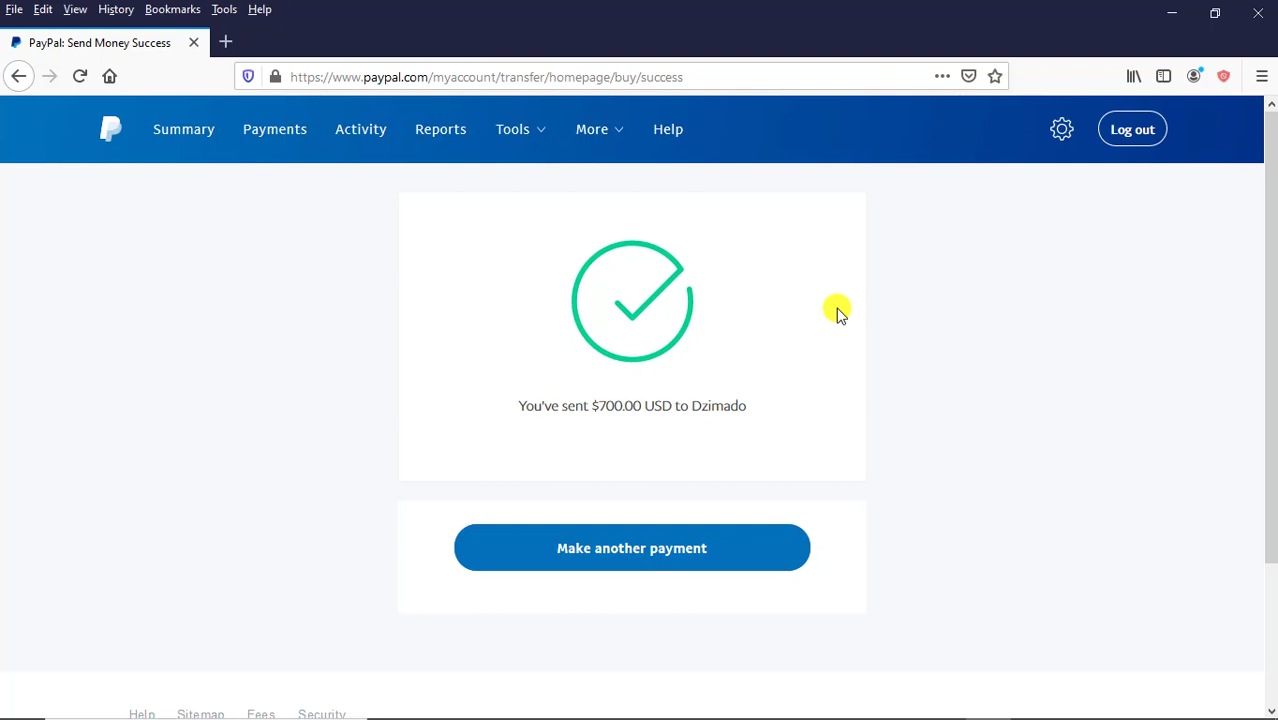 File Edit View History Bookmarks Tools Help
PayPal: Send Money Success
https://www.paypal.com/myaccount/transfer/homepage/buy/success
Summary Payments Activity Reports Tools More Help Log out
You've sent $700.00 USD to Dzimado
Make another payment
Help Sitemap Fees Security